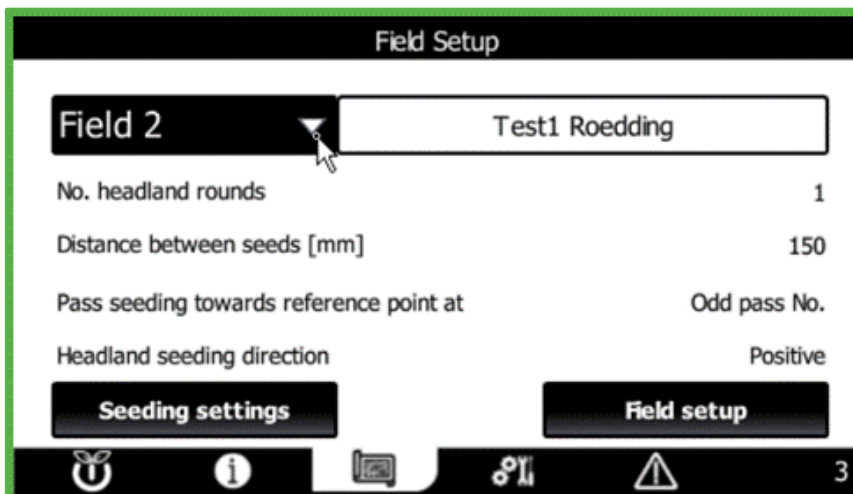 Field Setup
Field 2
Test1 Roedding
No. headland rounds 1
Distance between seeds [mm] 150
Pass seeding towards reference point at Odd pass No.
Headland seeding direction Positive
Seeding settings
Field setup
3